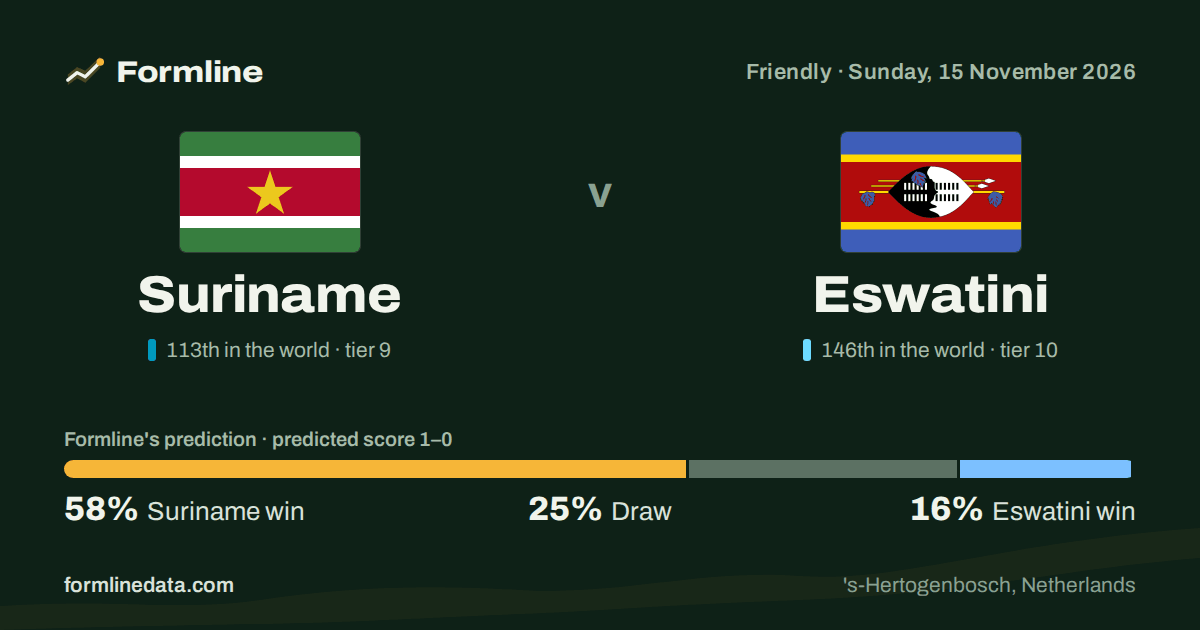 Formline
Friendly · Sunday, 15 November 2026
v
Suriname
Eswatini
113th in the world · tier 9
146th in the world · tier 10
Formline's prediction · predicted score 1–0
58% Suriname win
25% Draw
16% Eswatini win
formlinedata.com
's-Hertogenbosch, Netherlands